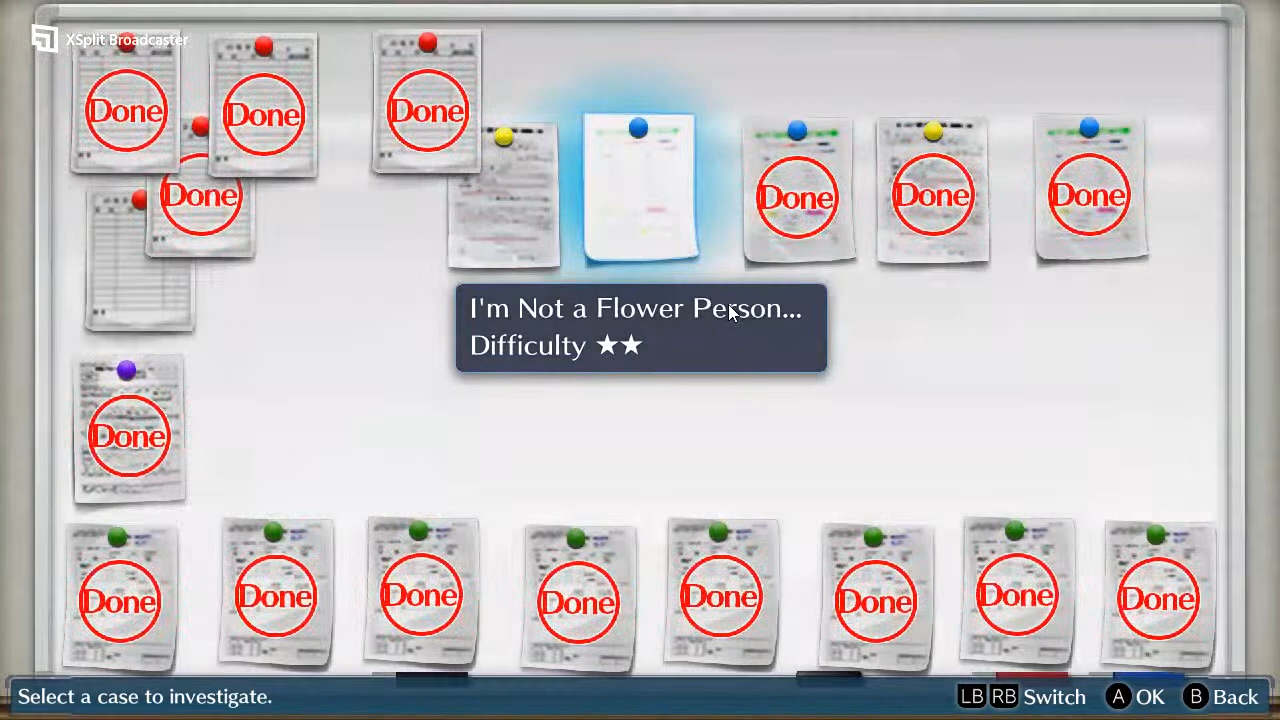 XSplit Broadcaster
Done
Done
Done
Done
Done
Done
Done
I'm Not a Flower Person...
Difficulty ★★
Done
Done
Done
Done
Done
Done
Done
Done
Done
Select a case to investigate.
LB RB Switch A OK B Back